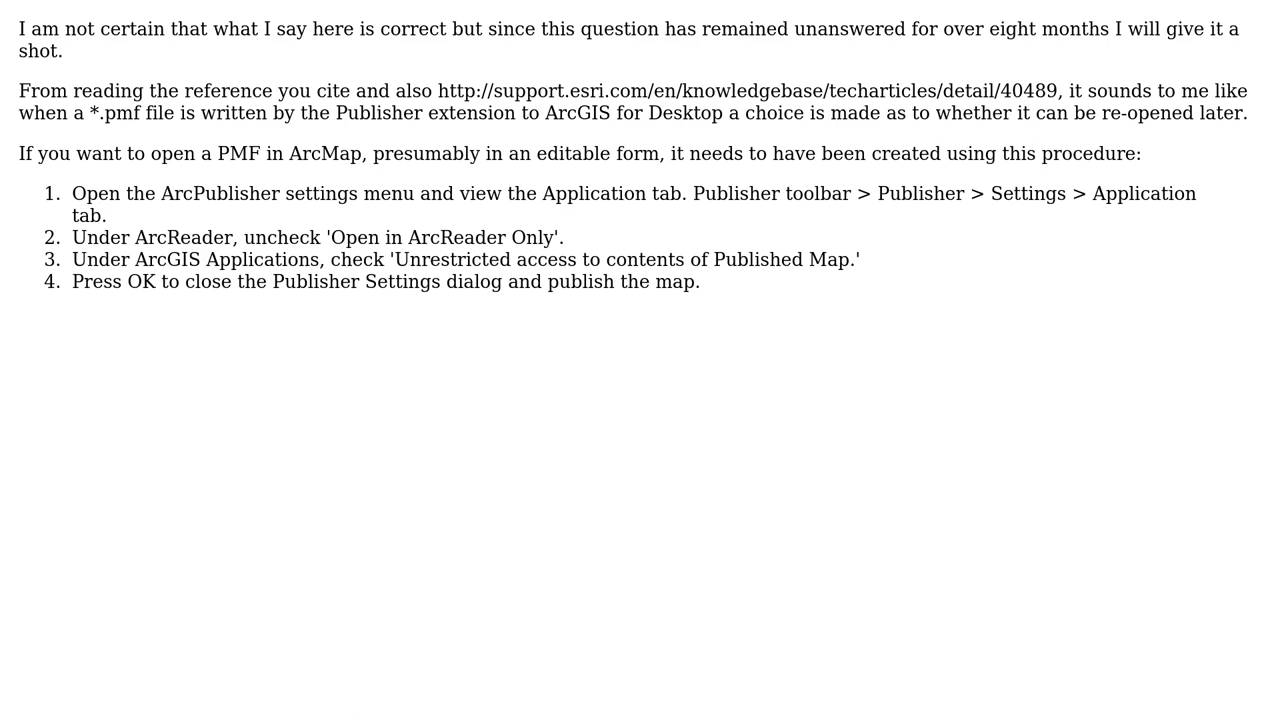 I am not certain that what I say here is correct but since this question has remained unanswered for over eight months I will give it a
shot.
From reading the reference you cite and also http://support.esri.com/en/knowledgebase/techarticles/detail/40489, it sounds to me like
when a *.pmf file is written by the Publisher extension to ArcGIS for Desktop a choice is made as to whether it can be re-opened later.
If you want to open a PMF in ArcMap, presumably in an editable form, it needs to have been created using this procedure:
1. Open the ArcPublisher settings menu and view the Application tab. Publisher toolbar > Publisher > Settings > Application
tab.
2. Under ArcReader, uncheck 'Open in ArcReader Only'.
3. Under ArcGIS Applications, check 'Unrestricted access to contents of Published Map.'
4. Press OK to close the Publisher Settings dialog and publish the map.